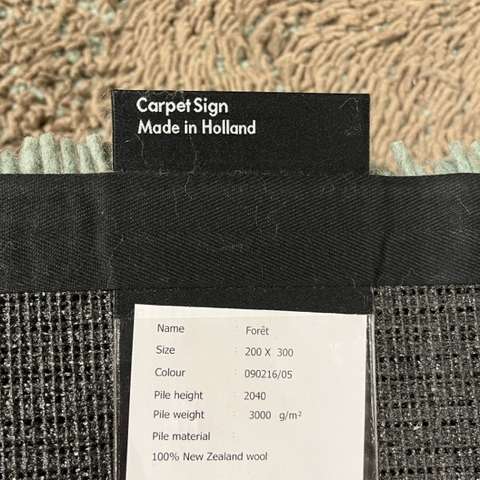 Carpet Sign
Made in Holland
Name : Forêt
Size : 200 X 300
Colour : 090216/05
Pile height : 2040
Pile weight : 3000 g/m²
Pile material :
100% New Zealand wool